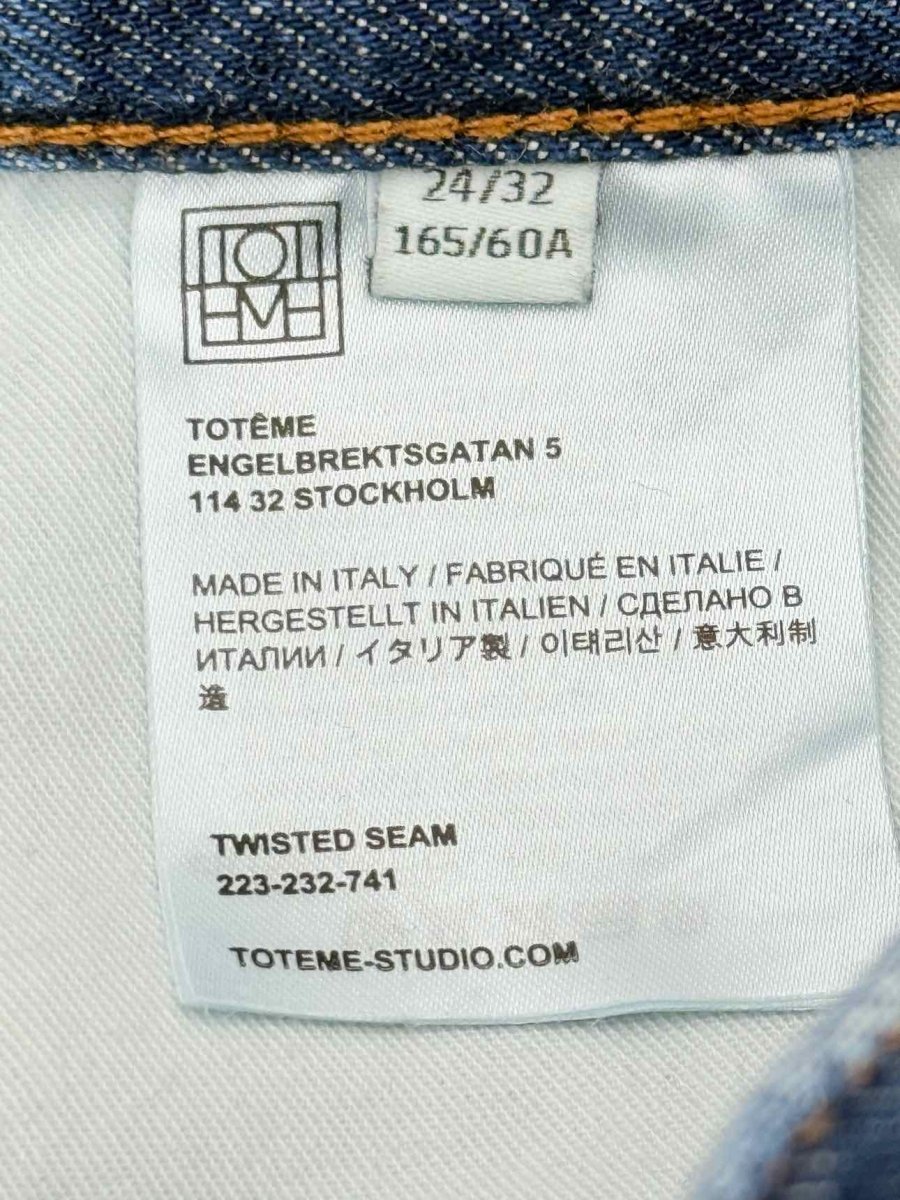 24/32
165/60A
TOTEME
TOTÊME
ENGELBREKTSGATAN 5
114 32 STOCKHOLM
MADE IN ITALY / FABRIQUÉ EN ITALIE /
HERGESTELLT IN ITALIEN / СДЕЛАНО В
ИТАЛИИ / イタリア製 / 이태리산 / 意大利制
造
TWISTED SEAM
223-232-741
TOTEME-STUDIO.COM